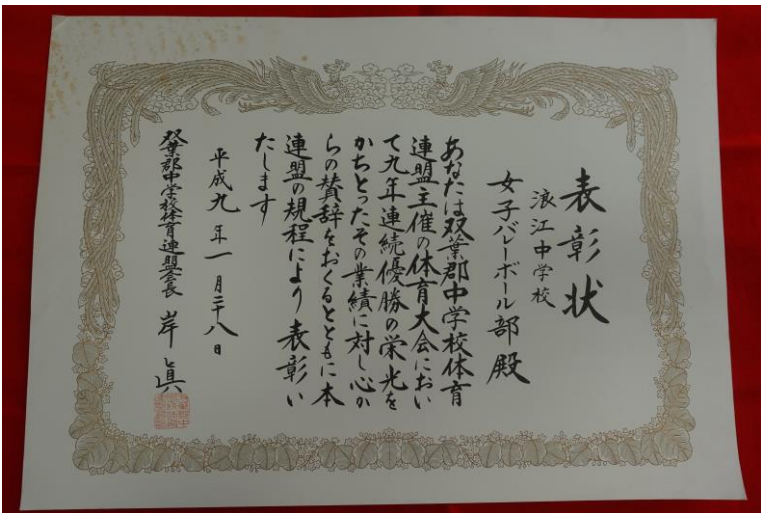 表彰状
浪江中学校
女子バレーボール部殿
あなたは双葉郡中学校体育
連盟主催の体育大会におい
て九年連続優勝の栄光を
かちとったその業績に対し心か
らの賛辞をおくるとともに本
連盟の規程により表彰い
たします
平成九年一月二十八日
双葉郡中学校体育連盟会長 岸 眞